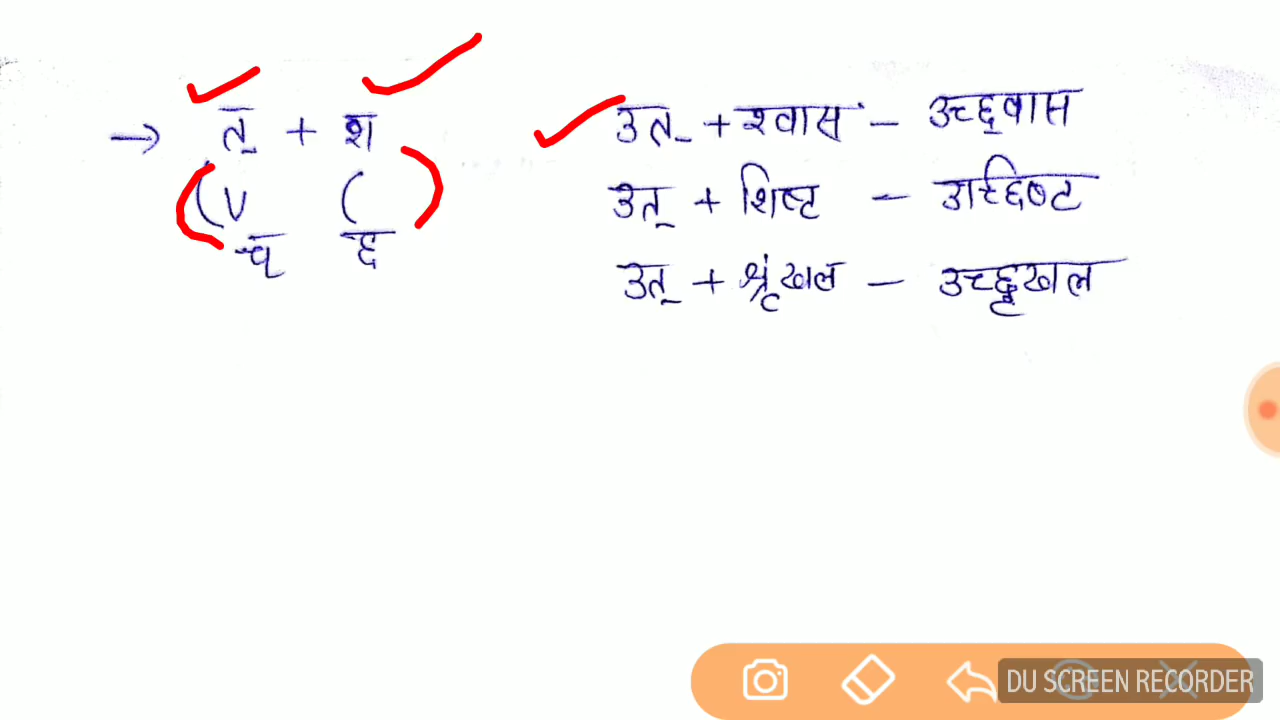 → त् + श
च् छ
उत् + श्वास - उच्छ्वास
उत् + शिष्ट - उच्छिष्ट
उत् + श्रृंखल - उच्छृखल
DU SCREEN RECORDER